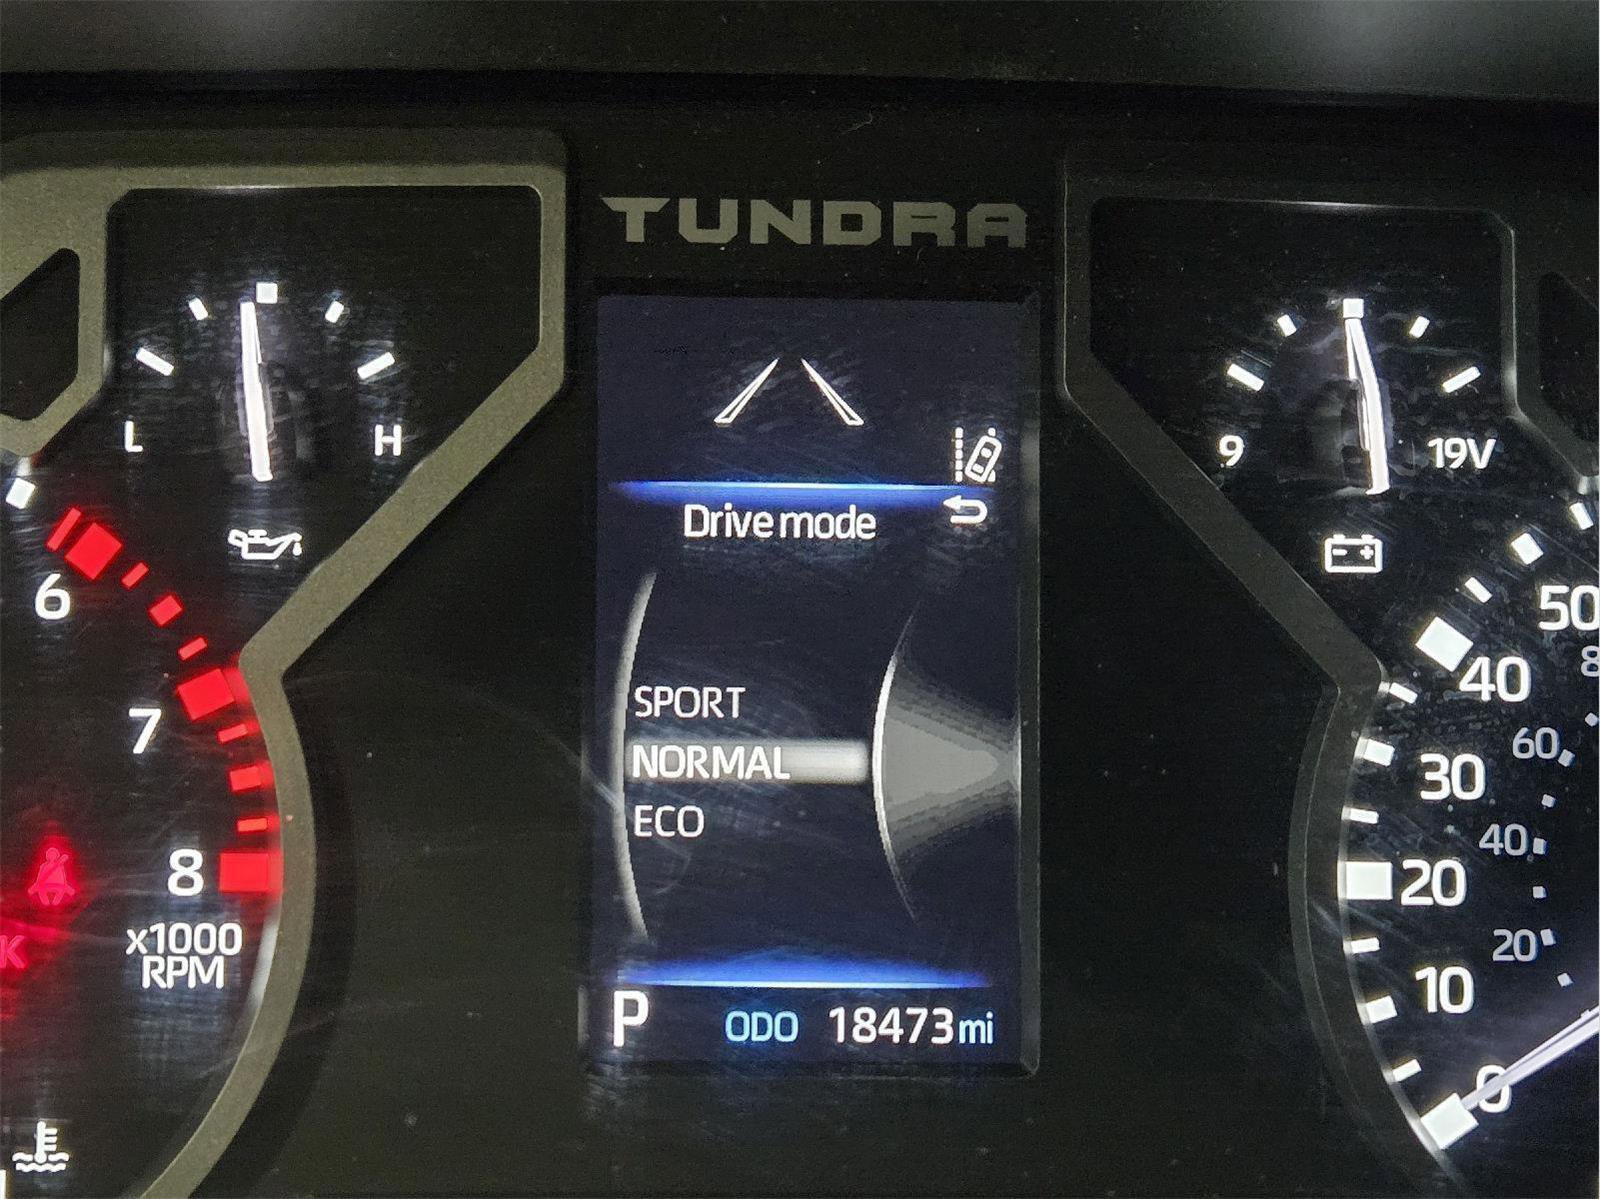 TUNDRA
L H
9 19V
Drive mode
SPORT
NORMAL
ECO
P ODO 18473 mi
6
7
8
x1000
RPM
K
50
8
40
60
30
40
20
20
10
0